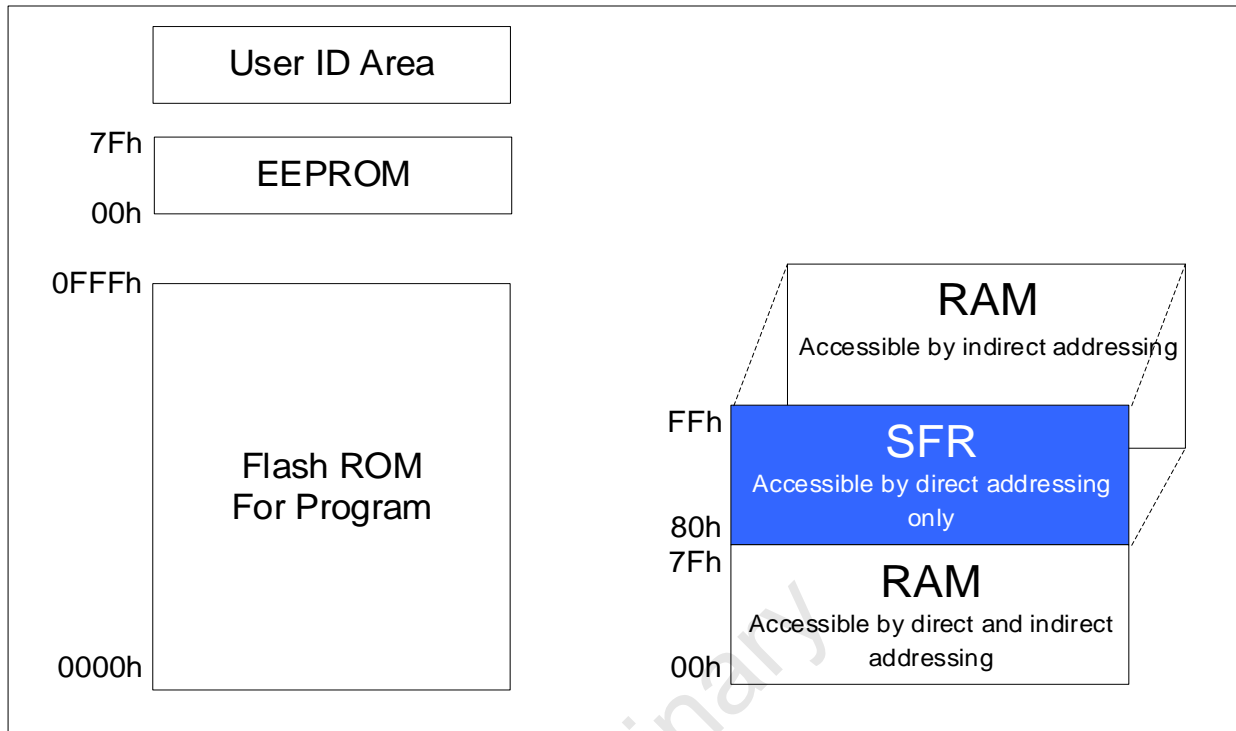 User ID Area
7Fh
EEPROM
00h
0FFFh
Flash ROM
For Program
0000h
RAM
Accessible by indirect addressing
FFh
SFR
Accessible by direct addressing
only
80h
7Fh
RAM
Accessible by direct and indirect
addressing
00h
inary